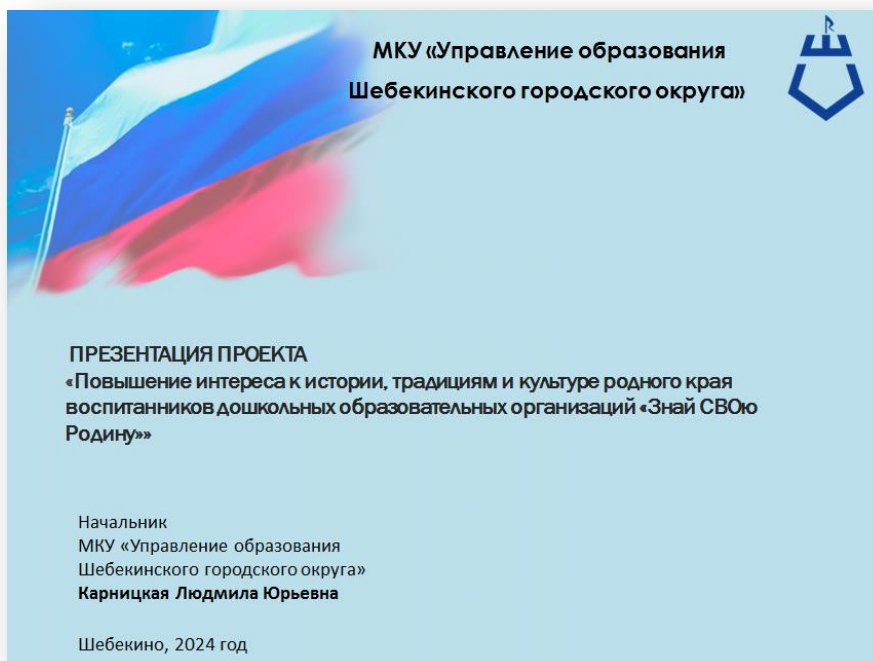 МКУ «Управление образования
Шебекинского городского округа»
ПРЕЗЕНТАЦИЯ ПРОЕКТА
«Повышение интереса к истории, традициям и культуре родного края
воспитанников дошкольных образовательных организаций «Знай СВОю
Родину»»
Начальник
МКУ «Управление образования
Шебекинского городского округа»
Карницкая Людмила Юрьевна
Шебекино, 2024 год